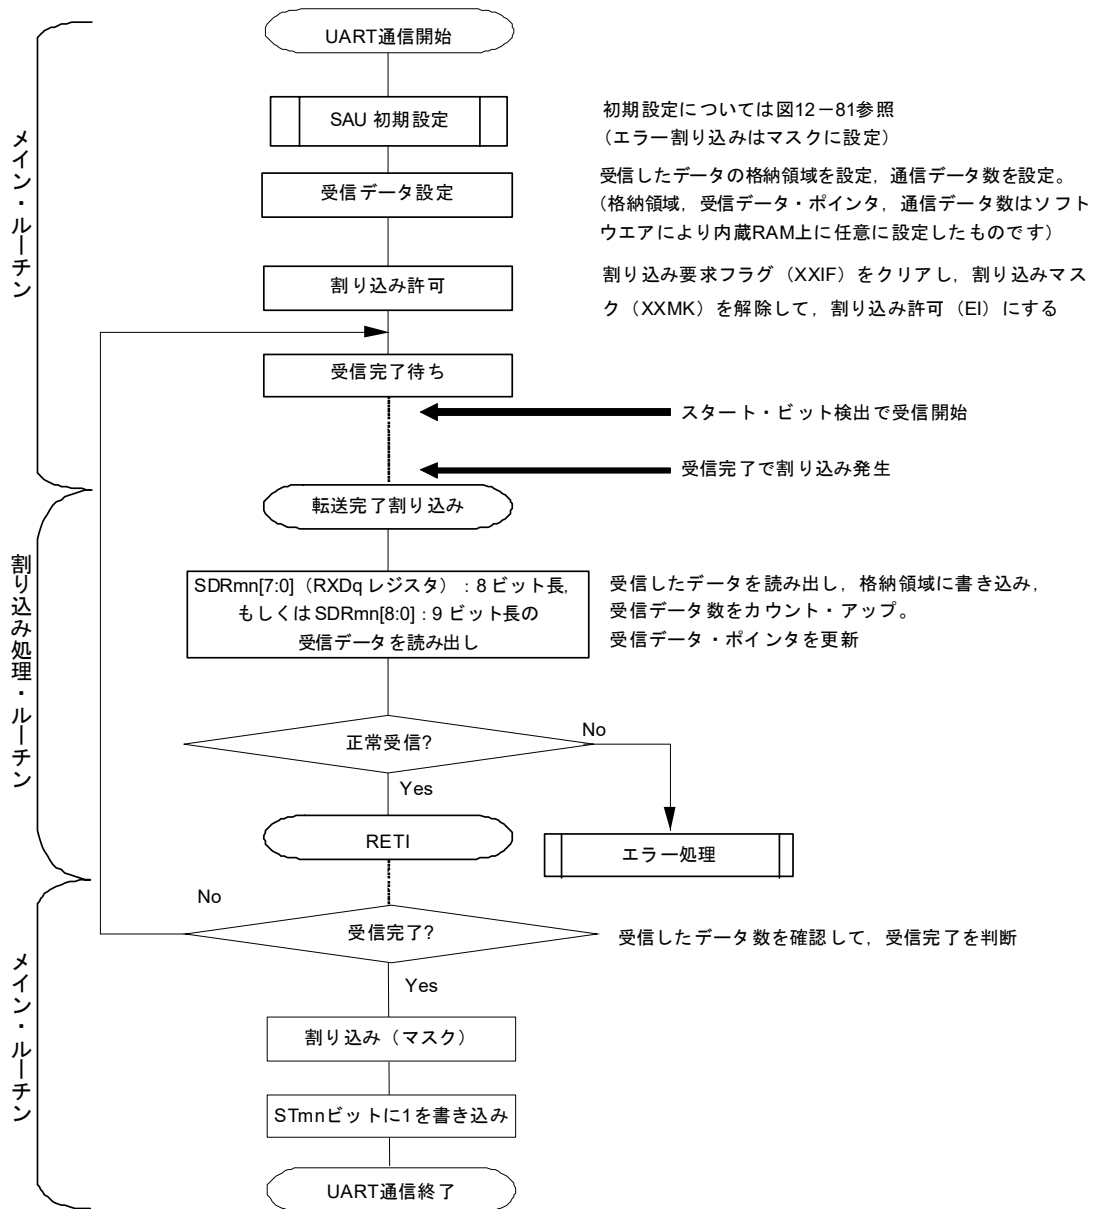 UART通信開始
SAU 初期設定
初期設定については図12－81参照
（エラー割り込みはマスクに設定）
受信データ設定
受信したデータの格納領域を設定，通信データ数を設定。
（格納領域，受信データ・ポインタ，通信データ数はソフト
ウエアにより内蔵RAM上に任意に設定したものです）
割り込み許可
割り込み要求フラグ（XXIF）をクリアし，割り込みマス
ク（XXMK）を解除して，割り込み許可（EI）にする
メイン・ルーチン
受信完了待ち
スタート・ビット検出で受信開始
受信完了で割り込み発生
転送完了割り込み
SDRmn[7:0]（RXDq レジスタ）：8 ビット長，
もしくは SDRmn[8:0]：9 ビット長の
受信データを読み出し
受信したデータを読み出し，格納領域に書き込み，
受信データ数をカウント・アップ。
受信データ・ポインタを更新
割り込み処理・ルーチン
正常受信?
No
Yes
RETI
エラー処理
No
受信完了?
受信したデータ数を確認して，受信完了を判断
Yes
メイン・ルーチン
割り込み（マスク）
STmnビットに1を書き込み
UART通信終了